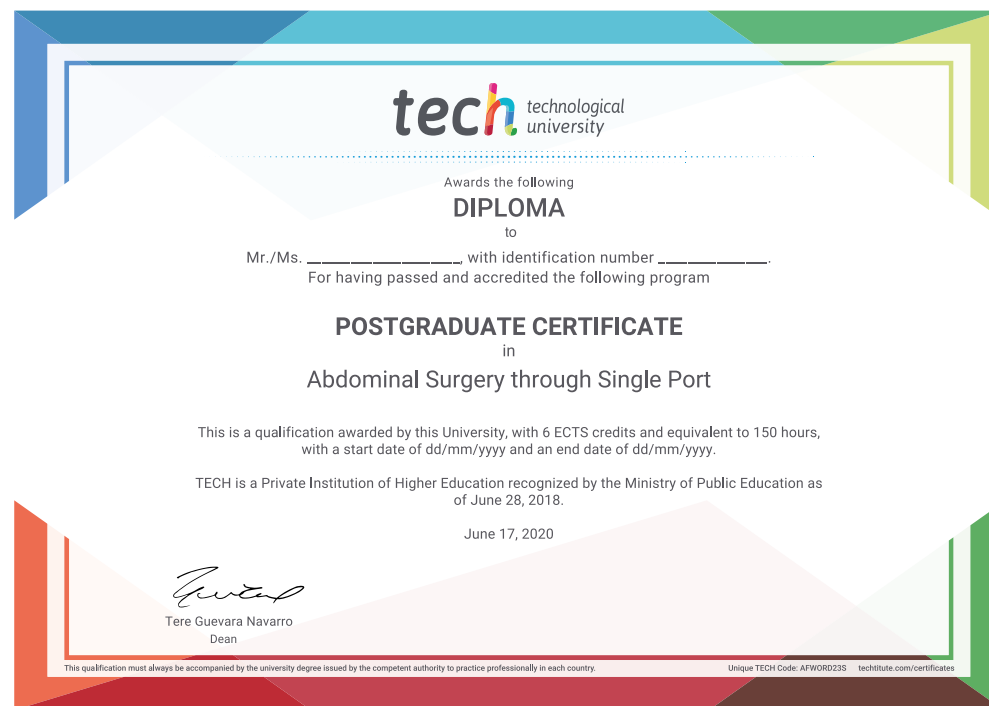 tech technological
university
Awards the following
DIPLOMA
to
Mr./Ms. _____________________, with identification number _______________.
For having passed and accredited the following program
POSTGRADUATE CERTIFICATE
in
Abdominal Surgery through Single Port
This is a qualification awarded by this University, with 6 ECTS credits and equivalent to 150 hours,
with a start date of dd/mm/yyyy and an end date of dd/mm/yyyy.
TECH is a Private Institution of Higher Education recognized by the Ministry of Public Education as
of June 28, 2018.
June 17, 2020
Tere Guevara Navarro
Dean
This qualification must always be accompanied by the university degree issued by the competent authority to practice professionally in each country.
Unique TECH Code: AFWORD23S techtitute.com/certificates